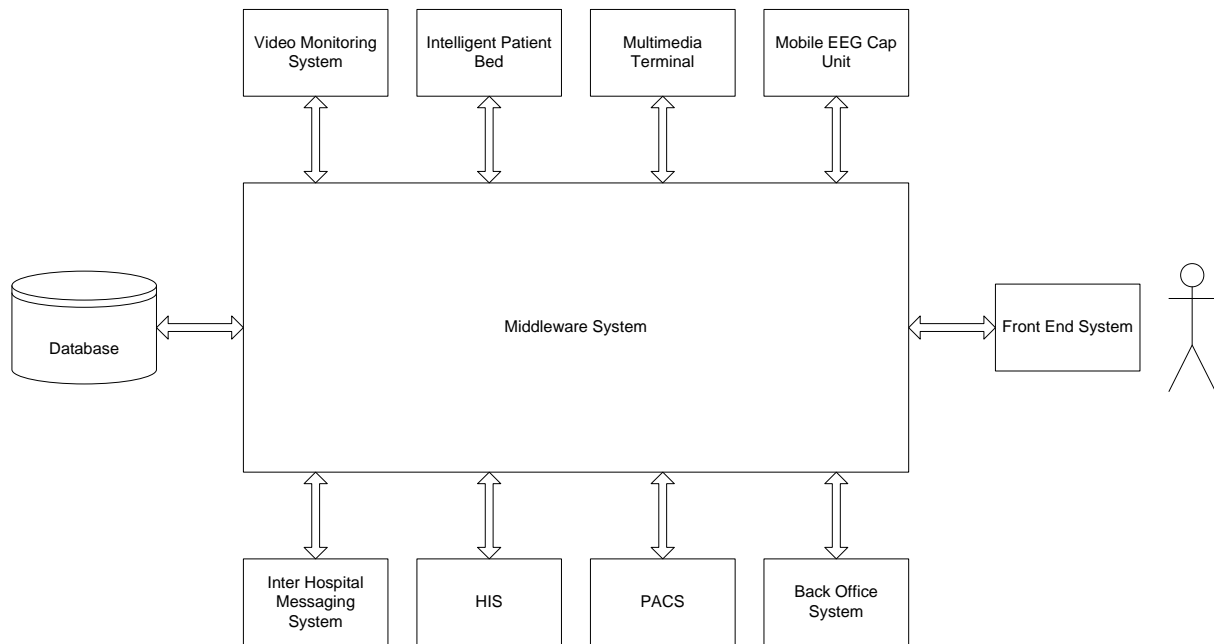 Video Monitoring
System
Intelligent Patient
Bed
Multimedia
Terminal
Mobile EEG Cap
Unit
Database
Middleware System
Front End System
Inter Hospital
Messaging
System
HIS
PACS
Back Office
System